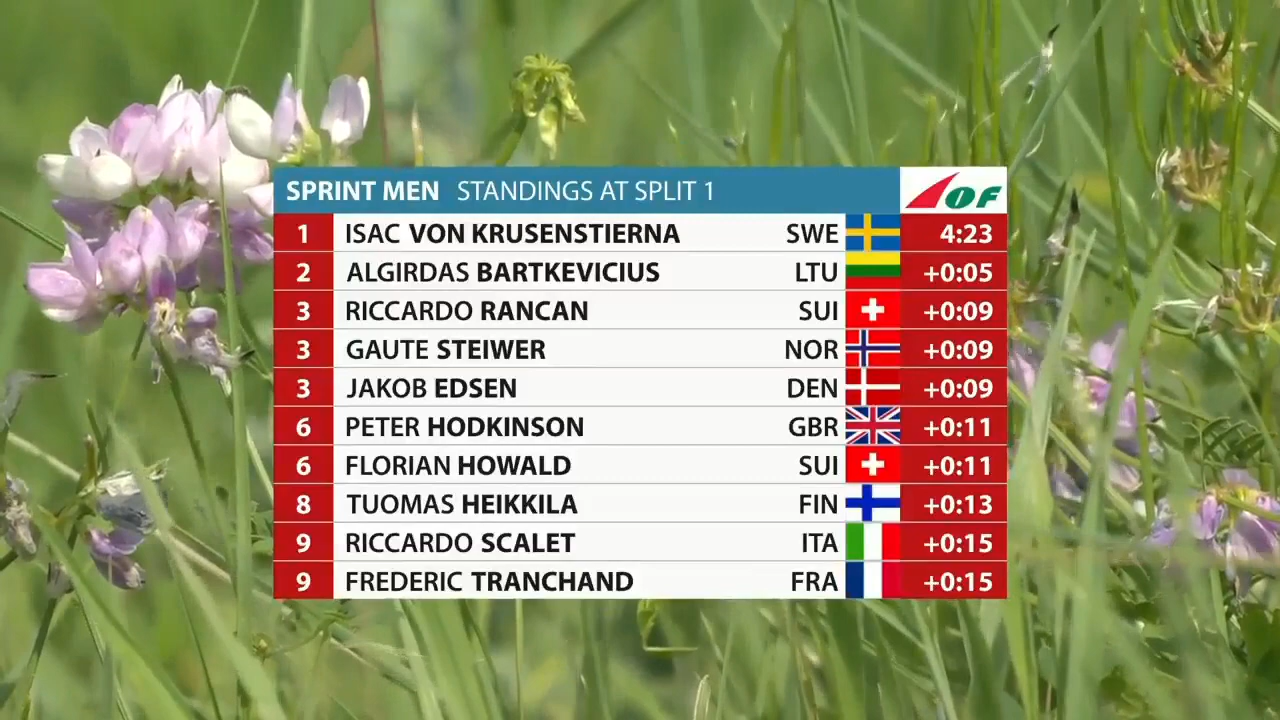 SPRINT MEN STANDINGS AT SPLIT 1 IOF
1 ISAC VON KRUSENSTIERNA SWE 4:23
2 ALGIRDAS BARTKEVICIUS LTU +0:05
3 RICCARDO RANCAN SUI +0:09
3 GAUTE STEIWER NOR +0:09
3 JAKOB EDSEN DEN +0:09
6 PETER HODKINSON GBR +0:11
6 FLORIAN HOWALD SUI +0:11
8 TUOMAS HEIKKILA FIN +0:13
9 RICCARDO SCALET ITA +0:15
9 FREDERIC TRANCHAND FRA +0:15